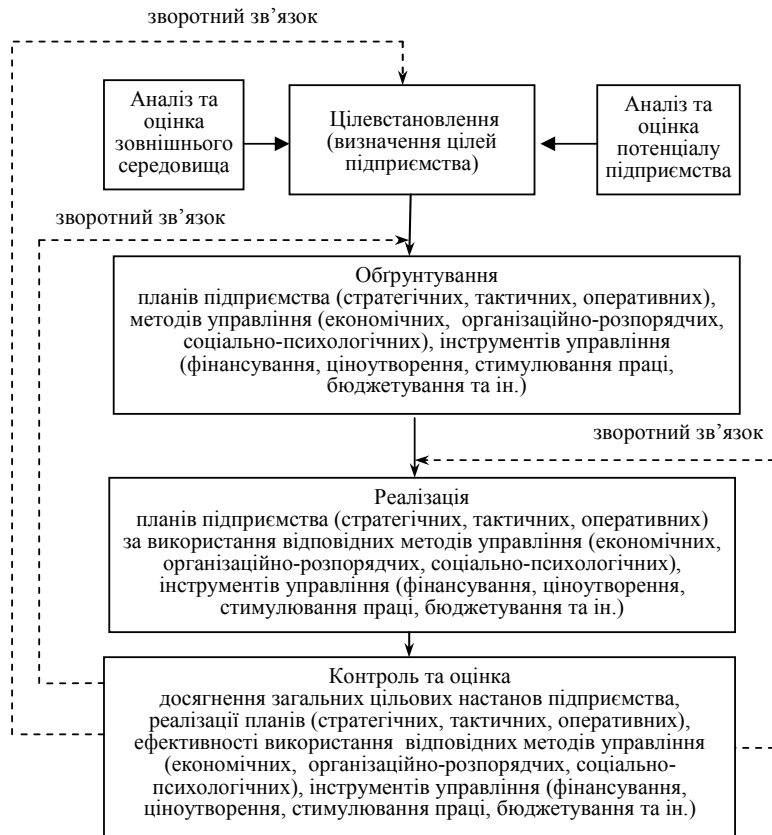 зворотний зв’язок
Аналіз та
оцінка
зовнішнього
середовища
Цілевстановлення
(визначення цілей
підприємства)
Аналіз та
оцінка
потенціалу
підприємства
зворотний зв’язок
Обґрунтування
планів підприємства (стратегічних, тактичних, оперативних),
методів управління (економічних, організаційно-розпорядчих,
соціально-психологічних), інструментів управління
(фінансування, ціноутворення, стимулювання праці,
бюджетування та ін.)
зворотний зв’язок
Реалізація
планів підприємства (стратегічних, тактичних, оперативних)
за використання відповідних методів управління (економічних,
організаційно-розпорядчих, соціально-психологічних),
інструментів управління (фінансування, ціноутворення,
стимулювання праці, бюджетування та ін.)
Контроль та оцінка
досягнення загальних цільових настанов підприємства,
реалізації планів (стратегічних, тактичних, оперативних),
ефективності використання відповідних методів управління
(економічних, організаційно-розпорядчих, соціально-
психологічних), інструментів управління (фінансування,
ціноутворення, стимулювання праці, бюджетування та ін.)